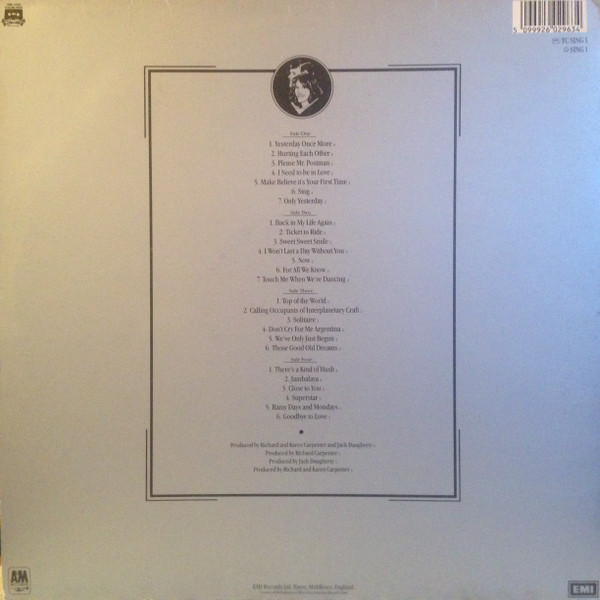 5 099926 029634
TC SING 1
SING 1
Side One
1. Yesterday Once More
2. Hurting Each Other
3. Please Mr. Postman
4. I Need to be in Love
5. Make Believe it's Your First Time
6. Sing
7. Only Yesterday
Side Two
1. Back in My Life Again
2. Ticket to Ride
3. Sweet Sweet Smile
4. I Won't Last a Day Without You
5. Now
6. For All We Know
7. Touch Me When We're Dancing
Side Three
1. Top of the World
2. Calling Occupants of Interplanetary Craft
3. Solitaire
4. Don't Cry For Me Argentina
5. We've Only Just Begun
6. Those Good Old Dreams
Side Four
1. There's a Kind of Hush
2. Jambalaya
3. Close to You
4. Superstar
5. Rainy Days and Mondays
6. Goodbye to Love
Produced by Richard and Karen Carpenter and Jack Daugherty
Produced by Richard Carpenter
Produced by Jack Daugherty
Produced by Richard and Karen Carpenter
A&M
EMI Records Ltd. Hayes, Middlesex, England.
EMI